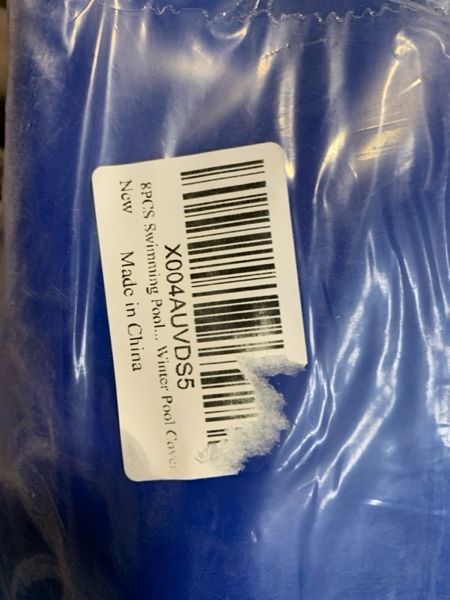 X004AUVDS5
8PCS Swimming Pool... Winter Pool Cover
New
Made in China